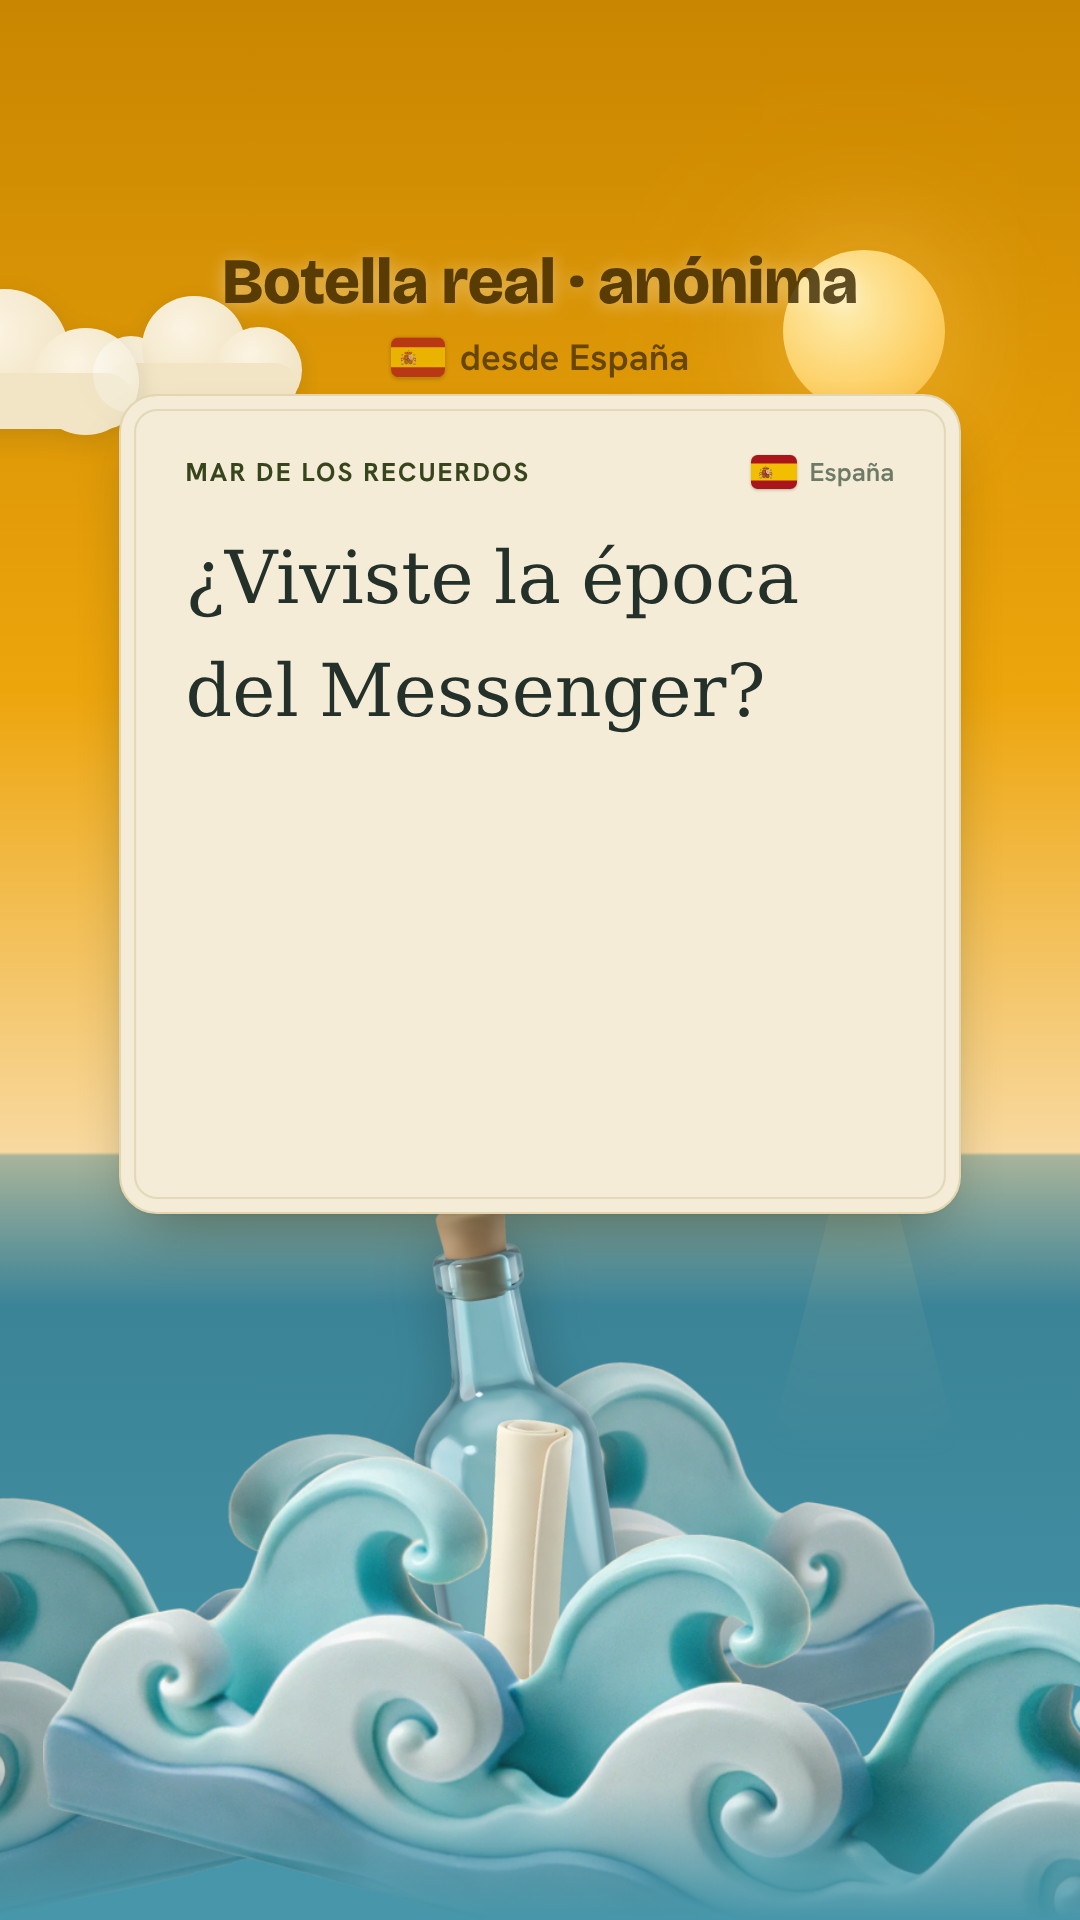 Botella real · anónima
desde España
MAR DE LOS RECUERDOS
España
¿Viviste la época
del Messenger?